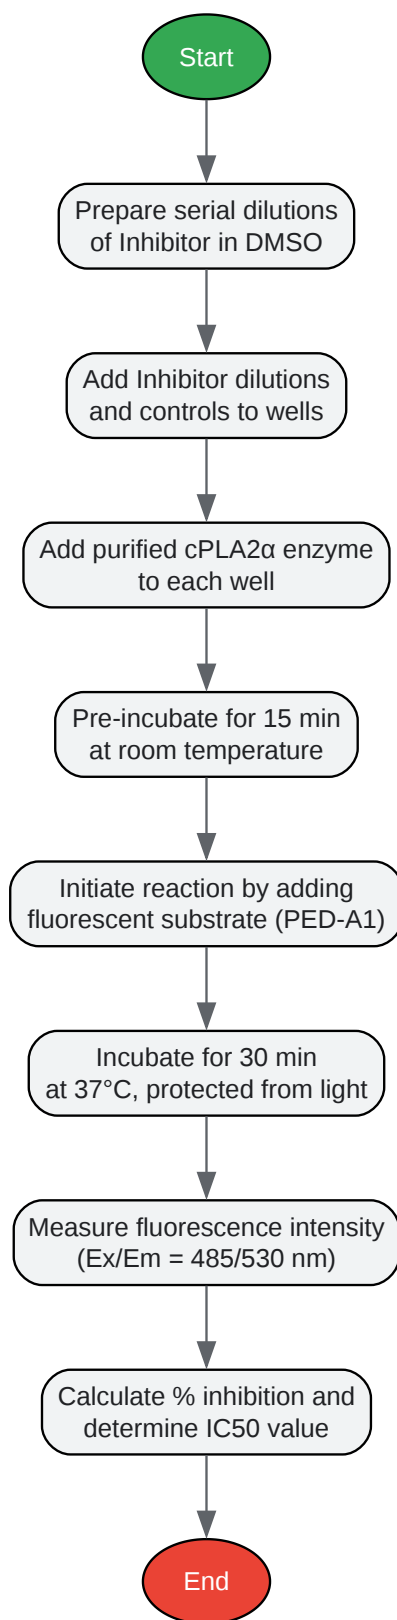 Start
Prepare serial dilutions
of Inhibitor in DMSO
Add Inhibitor dilutions
and controls to wells
Add purified cPLA2α enzyme
to each well
Pre-incubate for 15 min
at room temperature
Initiate reaction by adding
fluorescent substrate (PED-A1)
Incubate for 30 min
at 37°C, protected from light
Measure fluorescence intensity
(Ex/Em = 485/530 nm)
Calculate % inhibition and
determine IC50 value
End